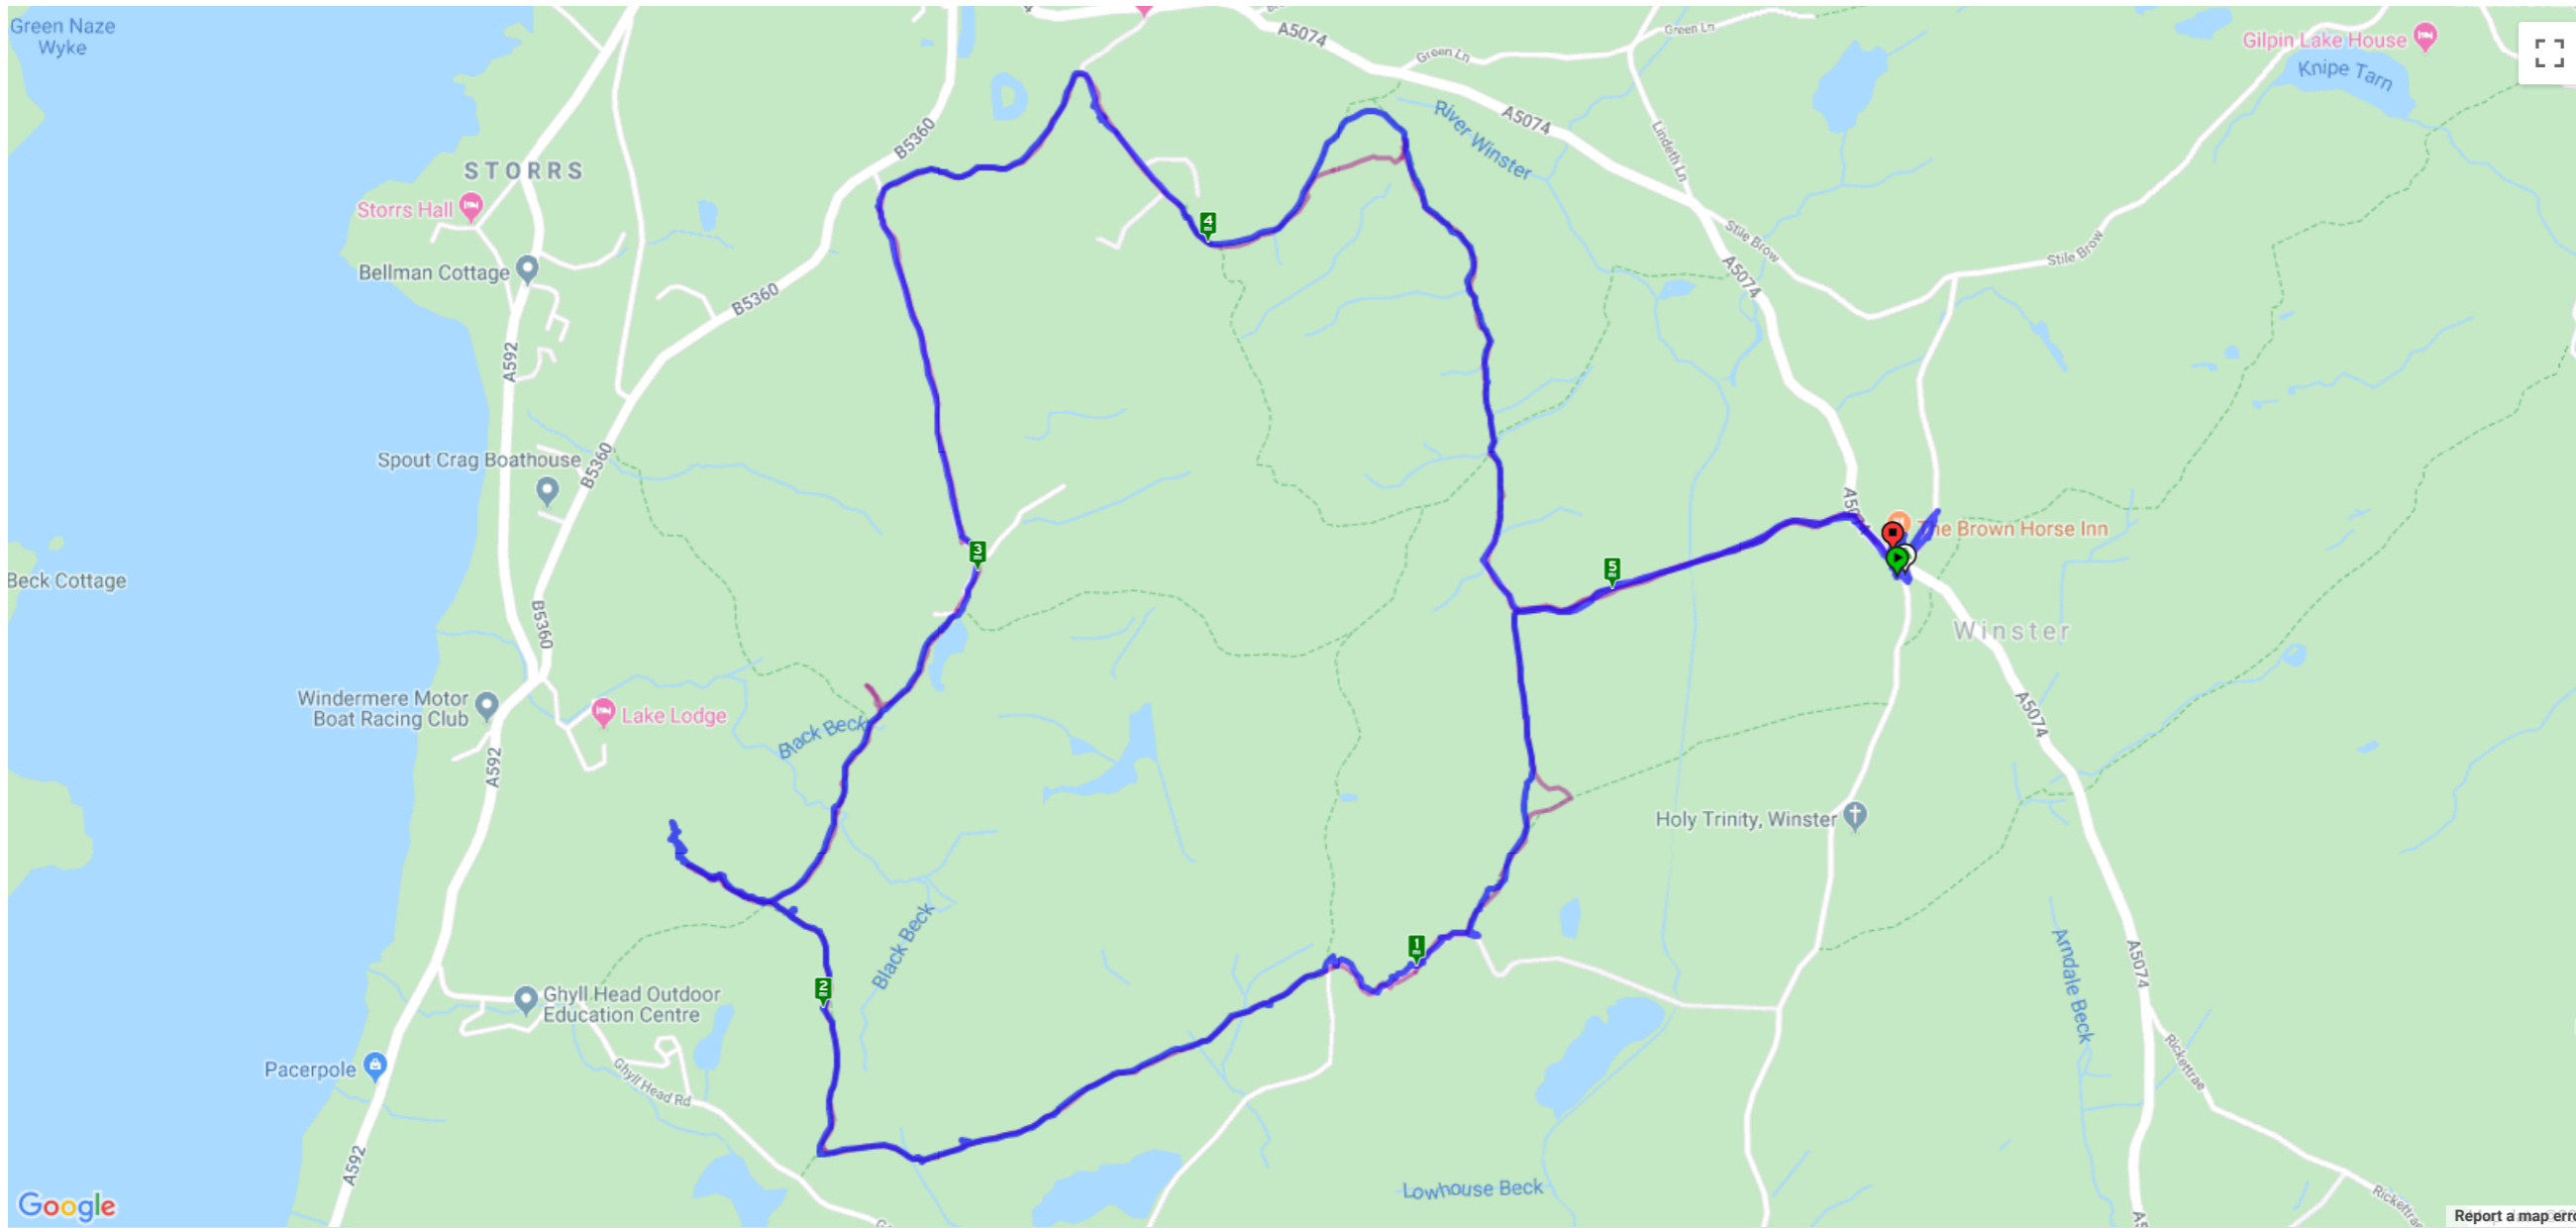 Green Naze
Wyke
A5074
Green Ln
Green Ln
Gilpin Lake House
Knipe Tarn
River Winster
A5074
B5360
Lindeth Ln
STORRS
Storrs Hall
4
Stile Brow
Stile Brow
Bellman Cottage
A5074
B5360
A592
Spout Crag Boathouse
B5360
A5074
The Brown Horse Inn
3
5
Beck Cottage
B5360
Winster
Windermere Motor
Boat Racing Club
Lake Lodge
Black Beck
A5074
A592
Holy Trinity, Winster
1
Black Beck
Arndale Beck
A5074
2
Ghyll Head Outdoor
Education Centre
Pacerpole
Ghyll Head Rd
Rickettrae
A592
Lowhouse Beck
Google
Report a map erro